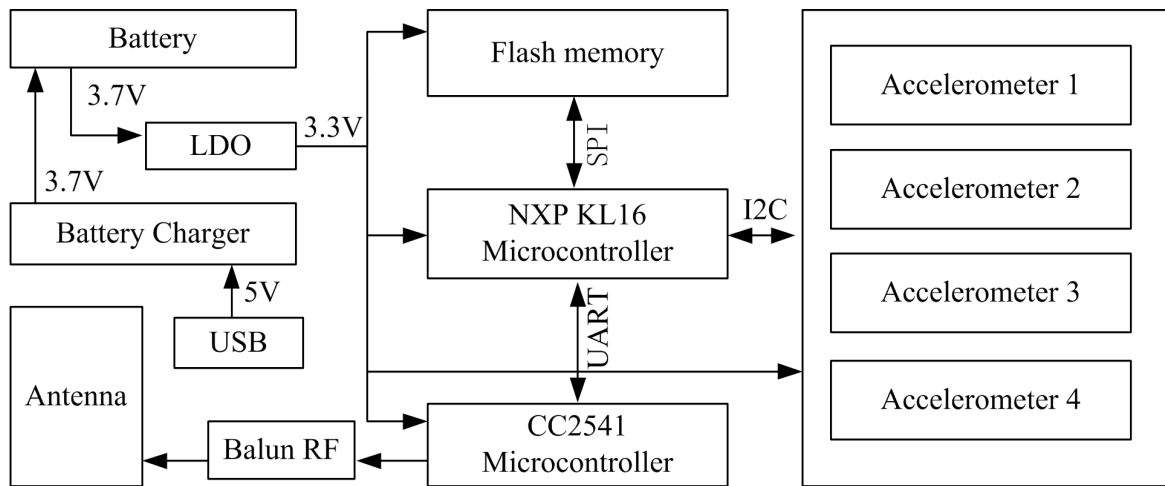 Battery
3.7V
LDO
3.3V
3.7V
Battery Charger
5V
USB
Antenna
Balun RF
Flash memory
SPI
NXP KL16
Microcontroller
I2C
UART
CC2541
Microcontroller
Accelerometer 1
Accelerometer 2
Accelerometer 3
Accelerometer 4